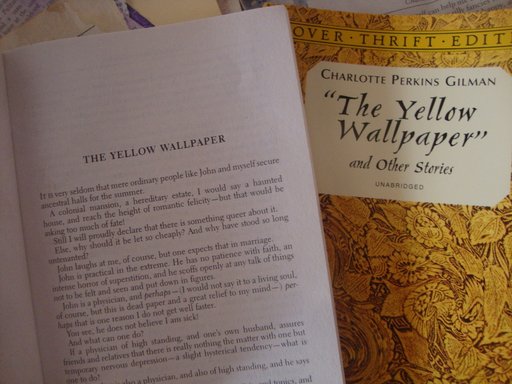 THE YELLOW WALLPAPER
It is very seldom that mere ordinary people like John and myself secure
ancestral halls for the summer.
A colonial mansion, a hereditary estate, I would say a haunted
house, and reach the height of romantic felicity—but that would be
asking too much of fate!
Still I will proudly declare that there is something queer about it.
Else, why should it be let so cheaply? And why have stood so long
untenanted?
John laughs at me, of course, but one expects that in marriage.
John is practical in the extreme. He has no patience with faith, an
intense horror of superstition, and he scoffs openly at any talk of things
not to be felt and seen and put down in figures.
John is a physician, and perhaps—(I would not say it to a living soul,
of course, but this is dead paper and a great relief to my mind—) per-
haps that is one reason I do not get well faster.
You see, he does not believe I am sick!
And what can one do?
If a physician of high standing, and one's own husband, assures
friends and relatives that there is really nothing the matter with one but
temporary nervous depression—a slight hysterical tendency—what is
one to do?
also a physician, and also of high standing, and he says
tonics, and
OVER · THRIFT · EDIT
CHARLOTTE PERKINS GILMAN
"The Yellow
Wallpaper"
and Other Stories
UNABRIDGED